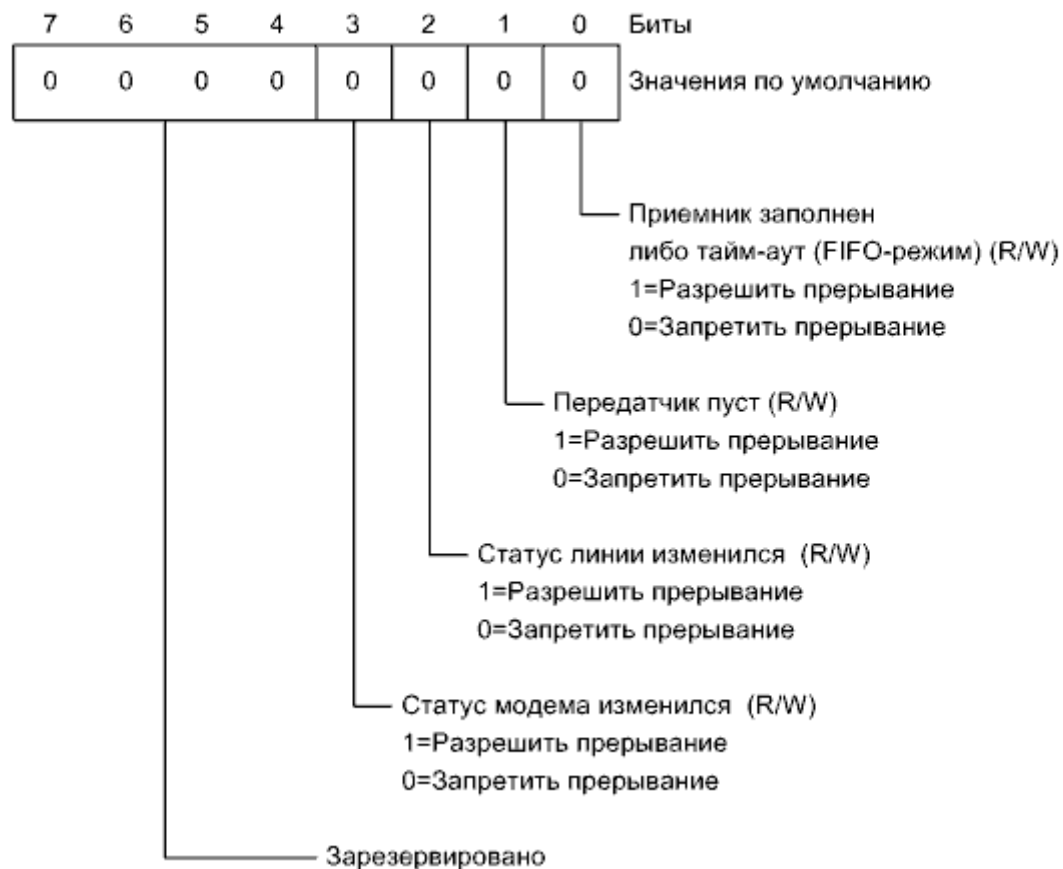 7 6 5 4 3 2 1 0 Биты
0 0 0 0 0 0 0 0 Значения по умолчанию
Приемник заполнен
либо тайм-аут (FIFO-режим) (R/W)
1=Разрешить прерывание
0=Запретить прерывание
Передатчик пуст (R/W)
1=Разрешить прерывание
0=Запретить прерывание
Статус линии изменился (R/W)
1=Разрешить прерывание
0=Запретить прерывание
Статус модема изменился (R/W)
1=Разрешить прерывание
0=Запретить прерывание
Зарезервировано